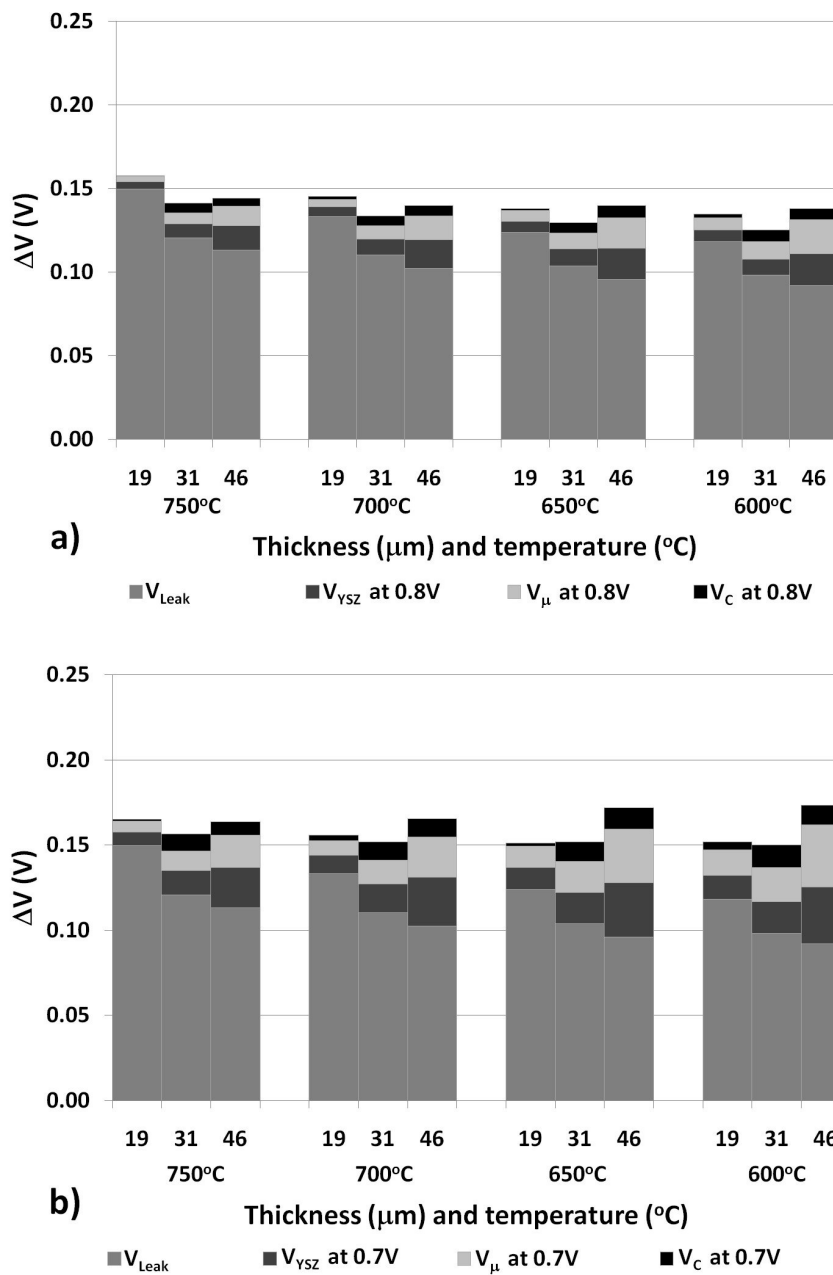 0.25
0.20
0.15
0.10
0.05
0.00
ΔV (V)
19 31 46 19 31 46 19 31 46 19 31 46
750°C 700°C 650°C 600°C
a)
Thickness (μm) and temperature (°C)
V_Leak V_YSZ at 0.8V V_μ at 0.8V V_C at 0.8V
0.25
0.20
0.15
0.10
0.05
0.00
ΔV (V)
19 31 46 19 31 46 19 31 46 19 31 46
750°C 700°C 650°C 600°C
b)
Thickness (μm) and temperature (°C)
V_Leak V_YSZ at 0.7V V_μ at 0.7V V_C at 0.7V